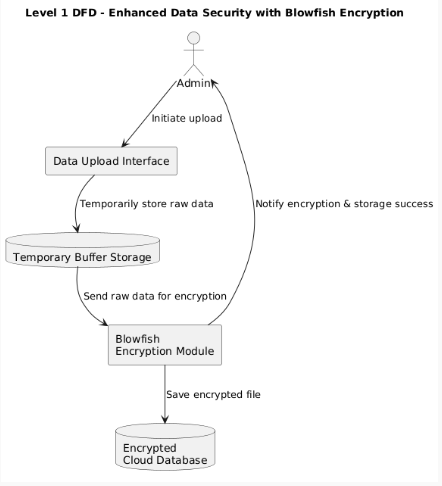 Level 1 DFD - Enhanced Data Security with Blowfish Encryption
Admin
Initiate upload
Data Upload Interface
Temporarily store raw data
Notify encryption & storage success
Temporary Buffer Storage
Send raw data for encryption
Blowfish
Encryption Module
Save encrypted file
Encrypted
Cloud Database